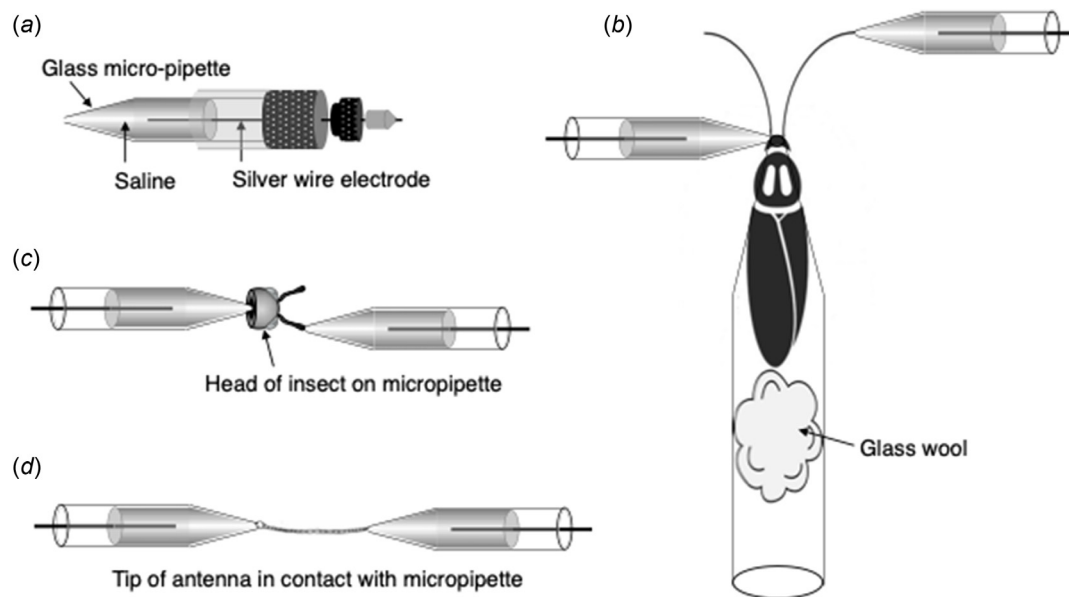 (a)
Glass micro-pipette
Saline
Silver wire electrode
(b)
Glass wool
(c)
Head of insect on micropipette
(d)
Tip of antenna in contact with micropipette